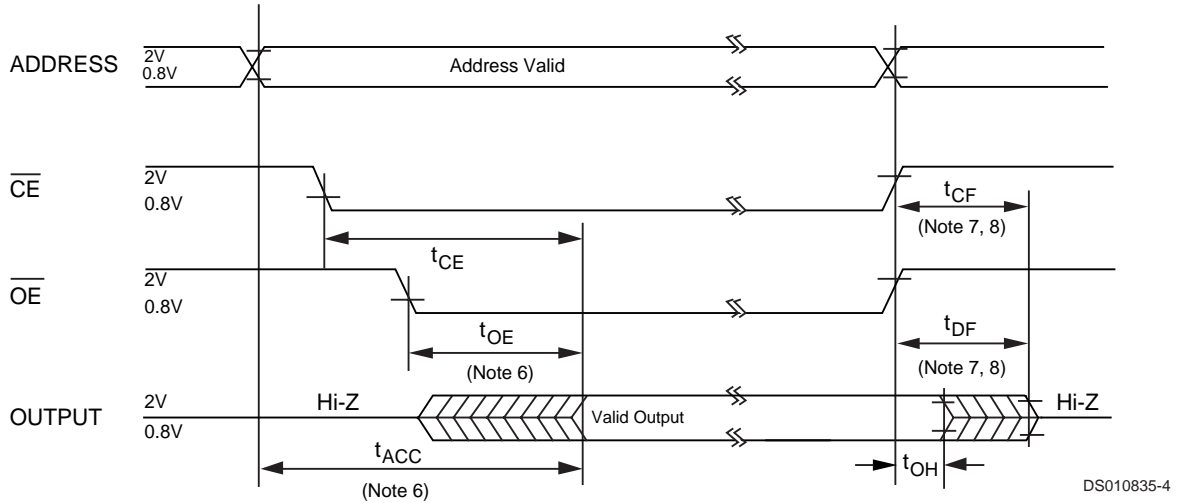 ADDRESS
2V
0.8V
Address Valid
CE
2V
0.8V
tCF
(Note 7, 8)
tCE
OE
2V
0.8V
tOE
(Note 6)
tDF
(Note 7, 8)
OUTPUT
2V
0.8V
Hi-Z
Valid Output
Hi-Z
tACC
(Note 6)
tOH
DS010835-4